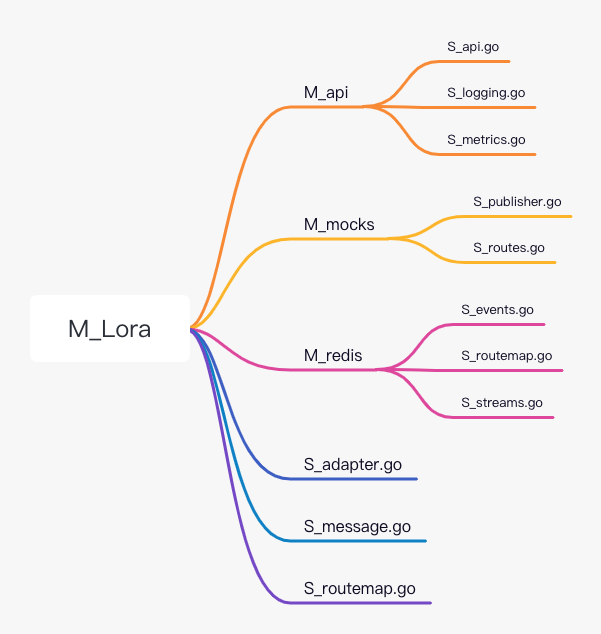 M_Lora
M_api
S_api.go
S_logging.go
S_metrics.go
M_mocks
S_publisher.go
S_routes.go
M_redis
S_events.go
S_routemap.go
S_streams.go
S_adapter.go
S_message.go
S_routemap.go